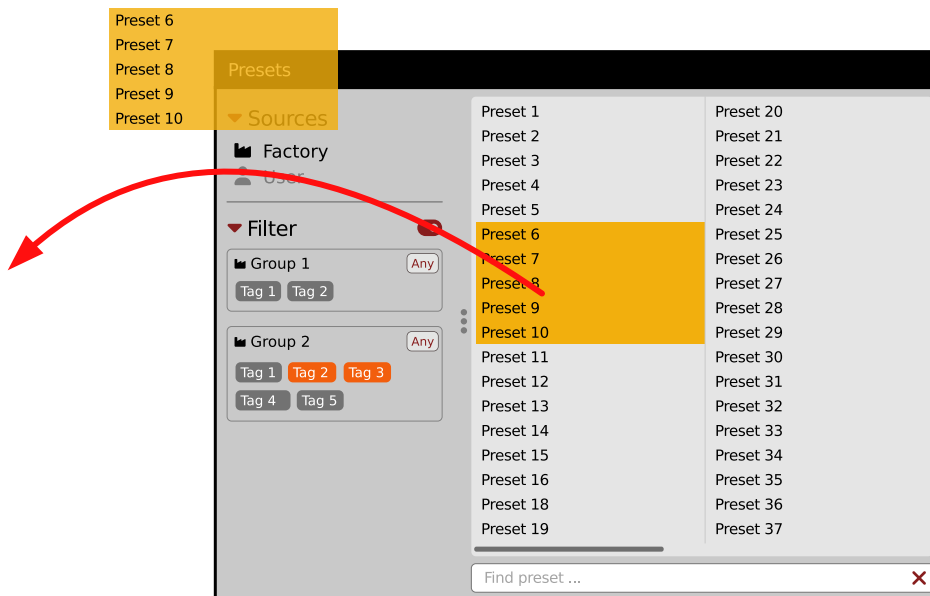 Preset 6
Preset 7
Preset 8
Preset 9
Preset 10
Presets
Sources
Factory
User
Filter
Group 1
Any
Tag 1 Tag 2
Group 2
Any
Tag 1 Tag 2 Tag 3
Tag 4 Tag 5
Preset 1
Preset 2
Preset 3
Preset 4
Preset 5
Preset 6
Preset 7
Preset 8
Preset 9
Preset 10
Preset 11
Preset 12
Preset 13
Preset 14
Preset 15
Preset 16
Preset 18
Preset 19
Preset 20
Preset 21
Preset 22
Preset 23
Preset 24
Preset 25
Preset 26
Preset 27
Preset 28
Preset 29
Preset 30
Preset 31
Preset 32
Preset 33
Preset 34
Preset 35
Preset 36
Preset 37
Find preset ...